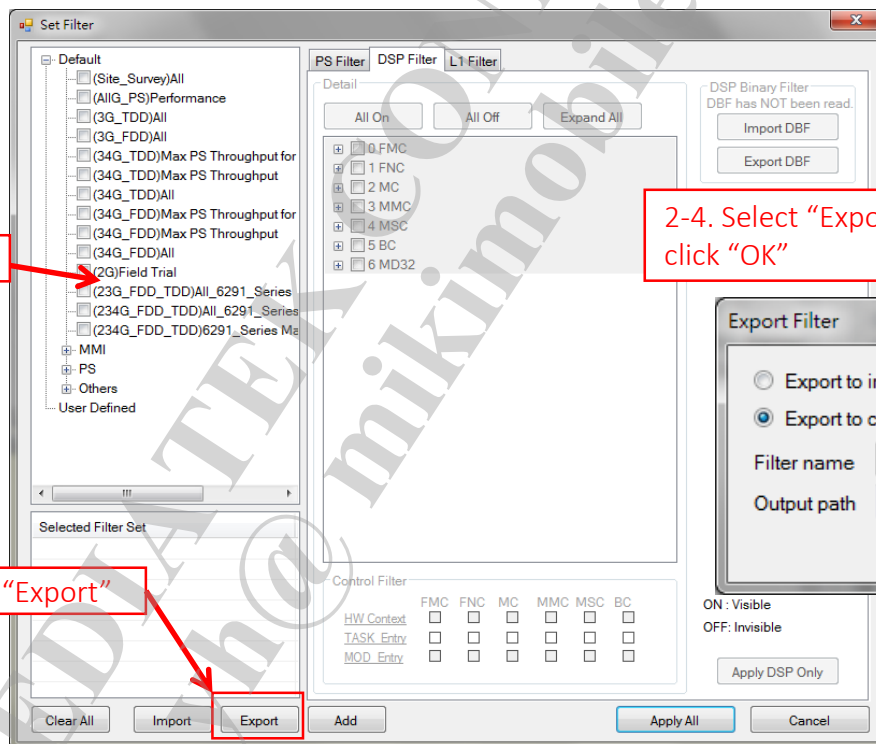 Set Filter
Default
(Site_Survey)All
(AllG_PS)Performance
(3G_TDD)All
(3G_FDD)All
(34G_TDD)Max PS Throughput for
(34G_TDD)Max PS Throughput
(34G_TDD)All
(34G_FDD)Max PS Throughput for
(34G_FDD)Max PS Throughput
(34G_FDD)All
(2G)Field Trial
(23G_FDD_TDD)All_6291_Series
(234G_FDD_TDD)All_6291_Series
(234G_FDD_TDD)6291_Series Ma
MMI
PS
Others
User Defined
Selected Filter Set
"Export"
Clear All Import Export
PS Filter DSP Filter L1 Filter
Detail
All On All Off Expand All
0 FMC
1 FNC
2 MC
3 MMC
4 MSC
5 BC
6 MD32
Control Filter
FMC FNC MC MMC MSC BC
HW Context
TASK_Entry
MOD_Entry
Add Apply All Cancel
DSP Binary Filter
DBF has NOT been read.
Import DBF
Export DBF
2-4. Select "Expo
click "OK"
Export Filter
Export to i
Export to c
Filter name
Output path
ON : Visible
OFF: Invisible
Apply DSP Only
MEDIATEK CON
vh@mikimobile